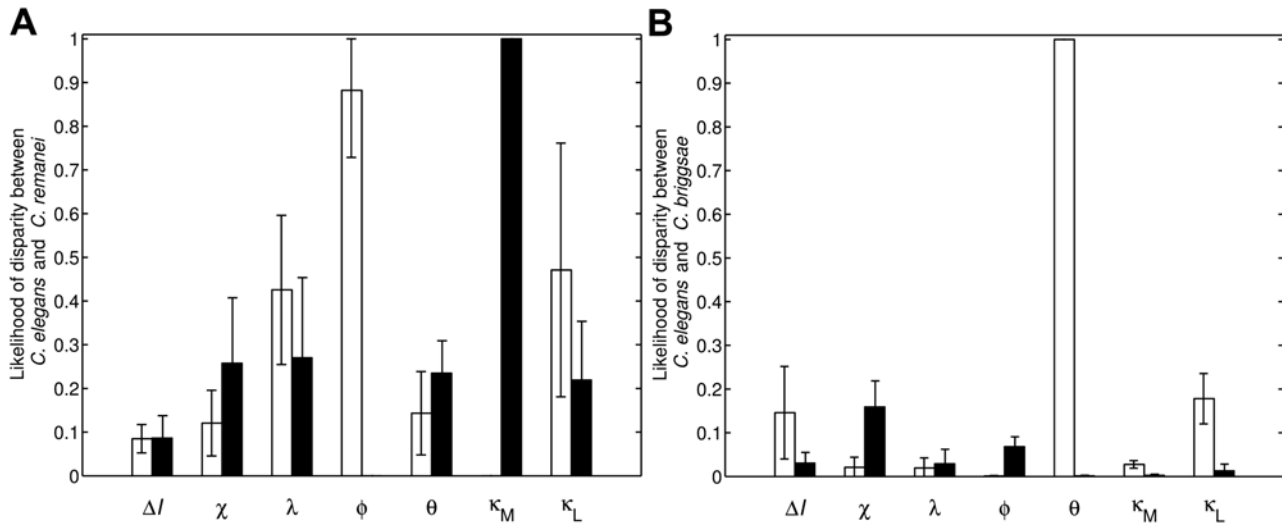 A
Likelihood of disparity between
C. elegans and C. remanei
1
0.9
0.8
0.7
0.6
0.5
0.4
0.3
0.2
0.1
0
Δl χ λ ϕ θ κM κL
B
Likelihood of disparity between
C. elegans and C. briggsae
1
0.9
0.8
0.7
0.6
0.5
0.4
0.3
0.2
0.1
0
Δl χ λ ϕ θ κM κL